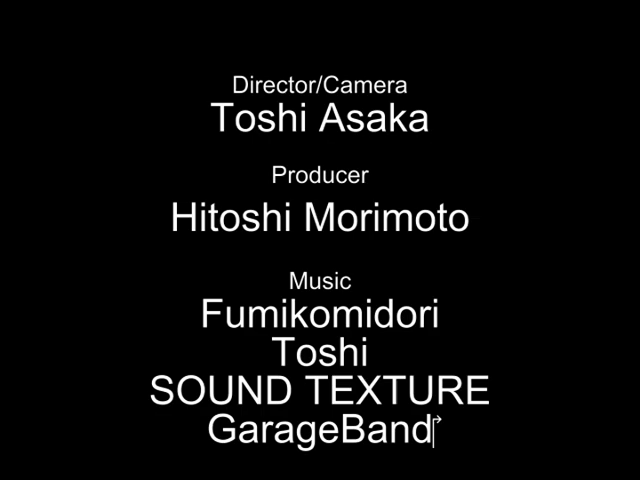 Director/Camera
Toshi Asaka
Producer
Hitoshi Morimoto
Music
Fumikomidori
Toshi
SOUND TEXTURE
GarageBand